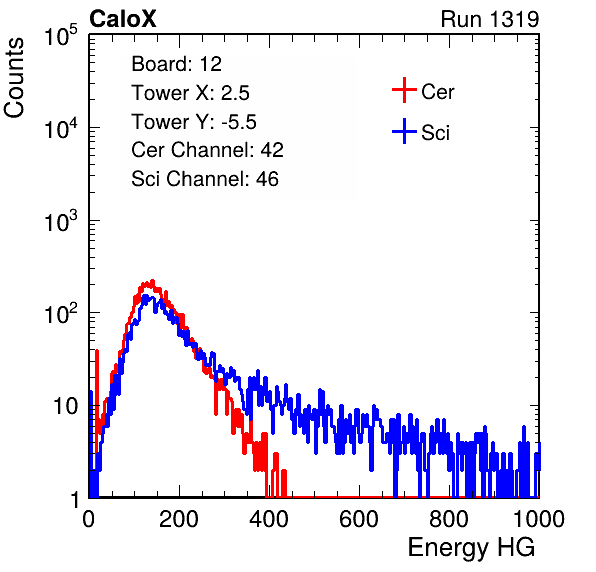 CaloX Run 1319
Counts
Board: 12
Tower X: 2.5
Tower Y: -5.5
Cer Channel: 42
Sci Channel: 46
Cer
Sci
10^5
10^4
10^3
10^2
10
1
0 200 400 600 800 1000
Energy HG